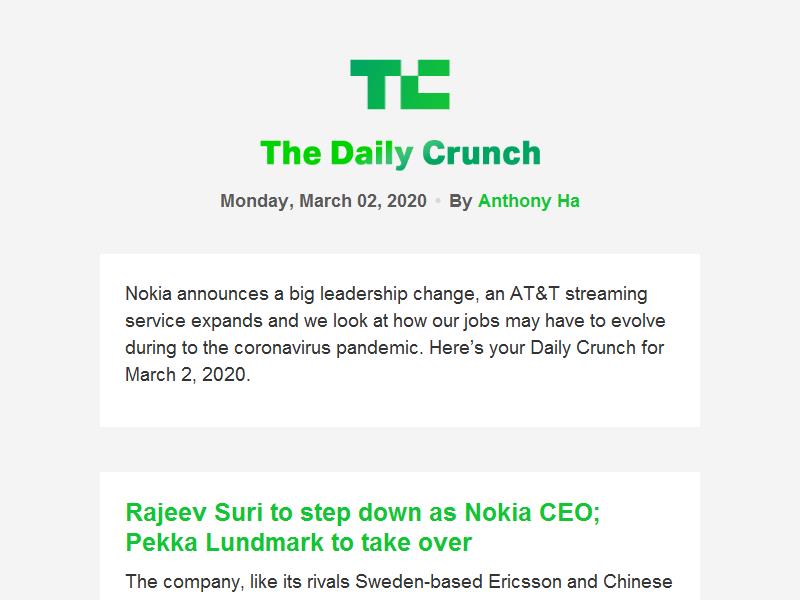 TC
The Daily Crunch
Monday, March 02, 2020 • By Anthony Ha
Nokia announces a big leadership change, an AT&T streaming
service expands and we look at how our jobs may have to evolve
during to the coronavirus pandemic. Here’s your Daily Crunch for
March 2, 2020.
Rajeev Suri to step down as Nokia CEO;
Pekka Lundmark to take over
The company, like its rivals Sweden-based Ericsson and Chinese